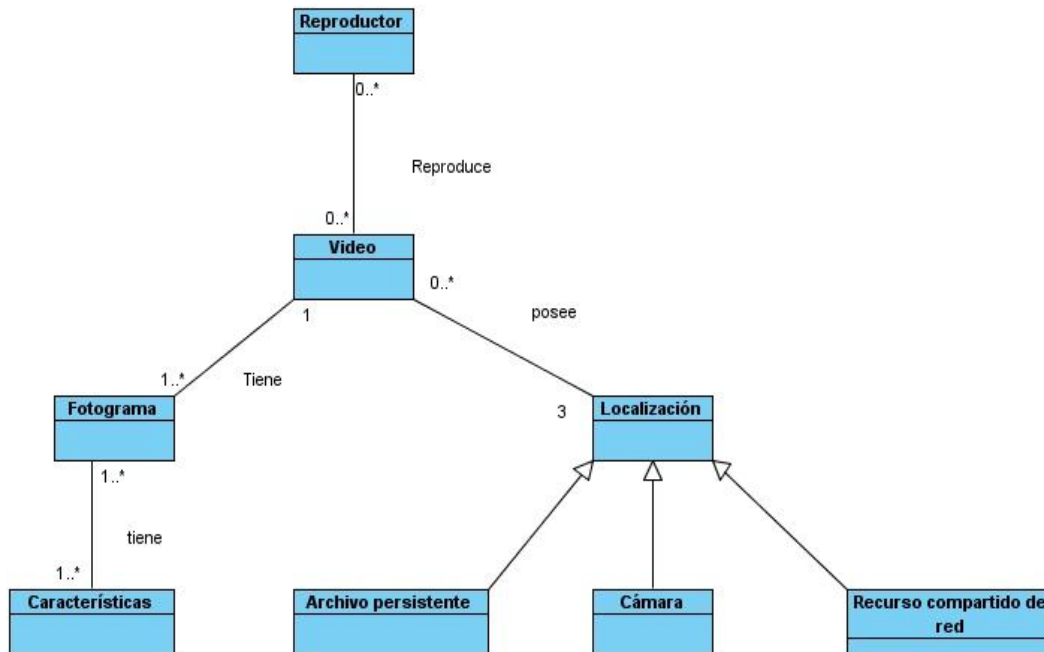 Reproductor
0..*
Reproduce
0..*
Video
0..*
1
posee
1..*
Tiene
Fotograma
3
Localización
1..*
tiene
1..*
Características
Archivo persistente
Cámara
Recurso compartido de
red